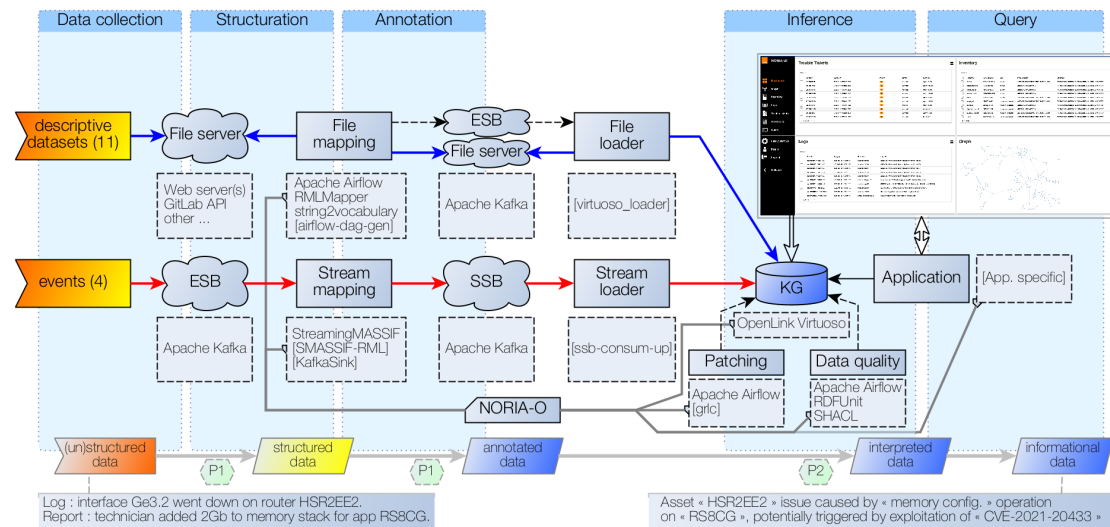 Data collection
Structuration
Annotation
Inference
Query
descriptive
datasets (11)
File server
File
mapping
ESB
File server
File
loader
Web server(s)
GitLab API
other ...
Apache Airflow
RMLMapper
string2vocabulary
[airflow-dag-gen]
Apache Kafka
[virtuoso_loader]
Trouble Tickets
Inventory
Logs
Graph
events (4)
ESB
Stream
mapping
SSB
Stream
loader
KG
Application
[App. specific]
Apache Kafka
StreamingMASSIF
[SMASSIF-RML]
[KafkaSink]
Apache Kafka
[ssb-consum-up]
OpenLink Virtuoso
Patching
Data quality
Apache Airflow
[grlc]
Apache Airflow
RDFUnit
SHACL
NORIA-O
(un)structured
data
P1
structured
data
P1
annotated
data
P2
interpreted
data
informational
data
Log : interface Ge3.2 went down on router HSR2EE2.
Report : technician added 2Gb to memory stack for app RS8CG.
Asset « HSR2EE2 » issue caused by « memory config. » operation
on « RS8CG », potentially triggered by exploitation of « CVE-2021-20433 »